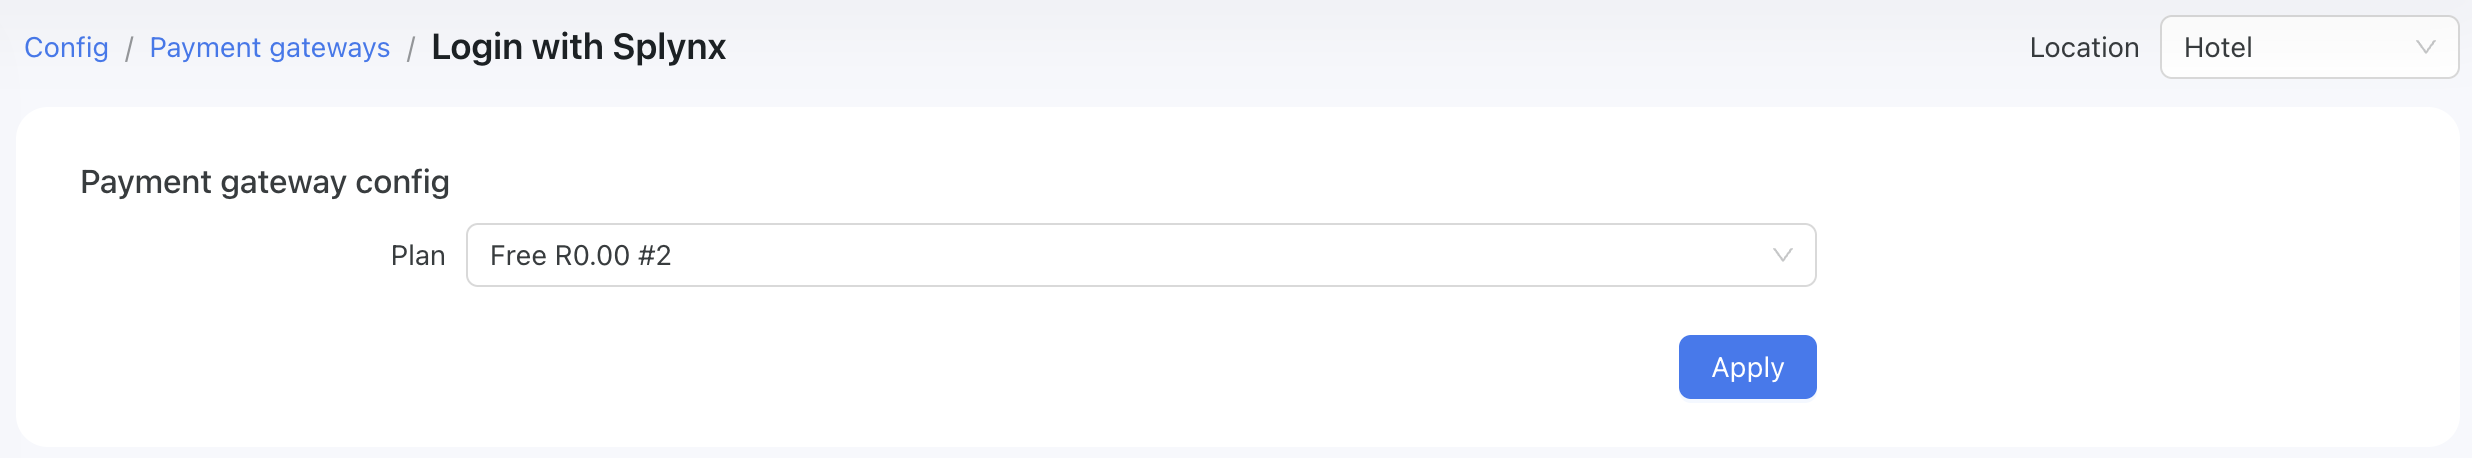 Config / Payment gateways / Login with Splynx
Location Hotel
Payment gateway config
Plan Free R0.00 #2
Apply